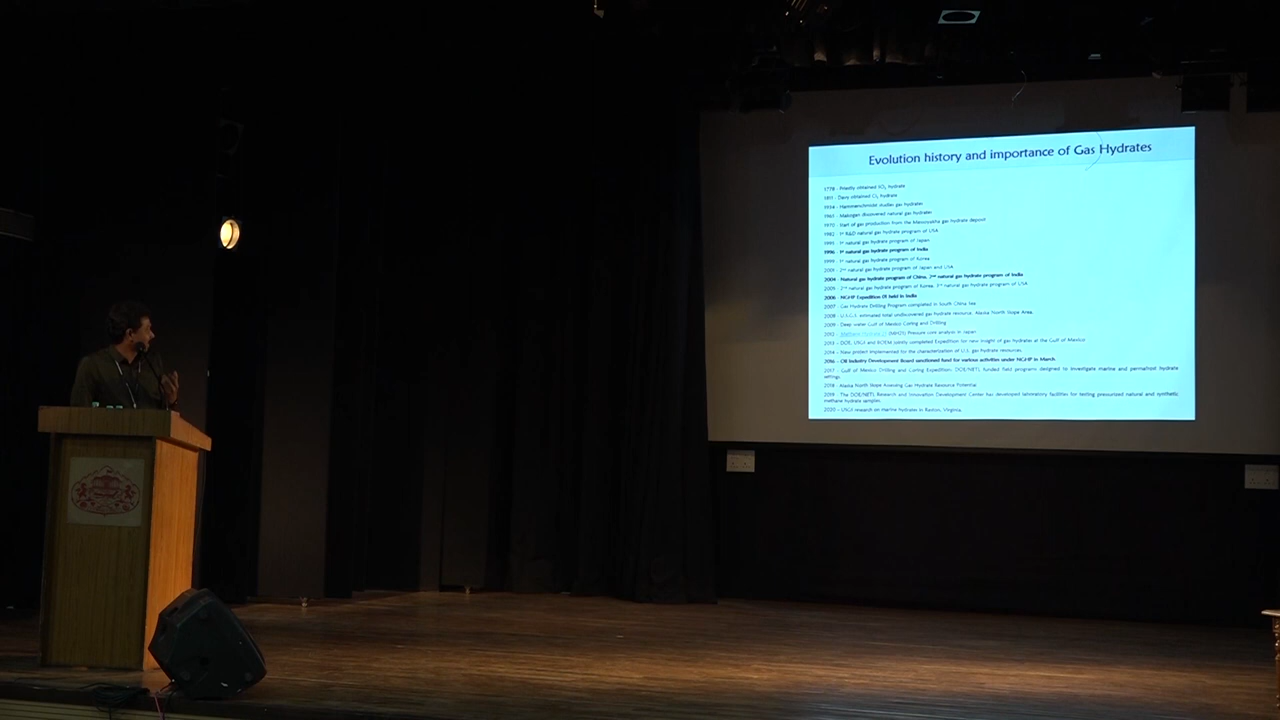 Evolution history and importance of Gas Hydrates
1778 - Priestly obtained SO₂ hydrate
1811 - Davy obtained Cl₂ hydrate
1934 - Hammerschmidt studies gas hydrates
1965 - Makogan discovered natural gas hydrates
1970 - Start of gas production from the Messoyakha gas hydrate deposit
1982 - 1st R&D natural gas hydrate program of USA
1995 - 1st natural gas hydrate program of Japan
1996 - 1st natural gas hydrate program of India
1999 - 1st natural gas hydrate program of Korea
2001 - 2nd natural gas hydrate program of Japan and USA
2004 - Natural gas hydrate program of China, 2nd natural gas hydrate program of India
2005 - 2nd natural gas hydrate program of Korea, 3rd natural gas hydrate program of USA
2006 - NGHP Expedition 01 held in India
2007 - Gas Hydrate Drilling Program completed in South China Sea
2008 - U.S.G.S. estimated total undiscovered gas hydrate resource, Alaska North Slope Area.
2009 - Deep water Gulf of Mexico Coring and Drilling
2012 - Methane Hydrate 21 (MH21) Pressure core analysis in Japan
2013 - DOE, USGS and BOEM jointly completed Expedition for new insight of gas hydrates at the Gulf of Mexico
2014 - New project implemented for the characterization of U.S. gas hydrate resources.
2016 - Oil Industry Development Board sanctioned fund for various activities under NGHP in March.
2017 - Gulf of Mexico Drilling and Coring Expedition: DOE/NETL funded field programs designed to investigate marine and permafrost hydrate
settings.
2018 - Alaska North Slope Assessing Gas Hydrate Resource Potential
2019 - The DOE/NETL Research and Innovation Development Center has developed laboratory facilities for testing pressurized natural and synthetic
methane hydrate samples.
2020 - USGS research on marine hydrates in Reston, Virginia.